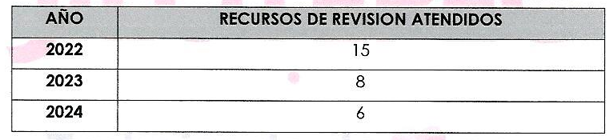 AÑO RECURSOS DE REVISION ATENDIDOS
2022 15
2023 8
2024 6